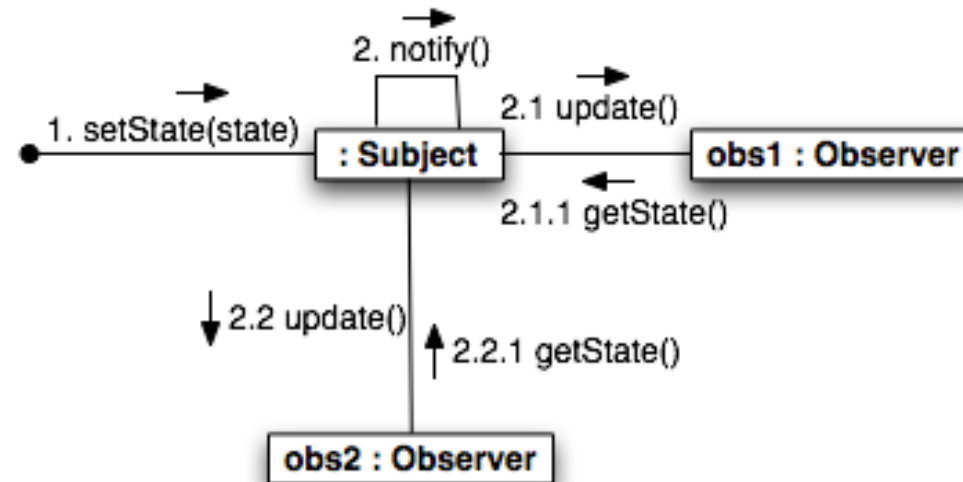 2. notify()
1. setState(state)
2.1 update()
: Subject
obs1 : Observer
2.1.1 getState()
2.2 update()
2.2.1 getState()
obs2 : Observer